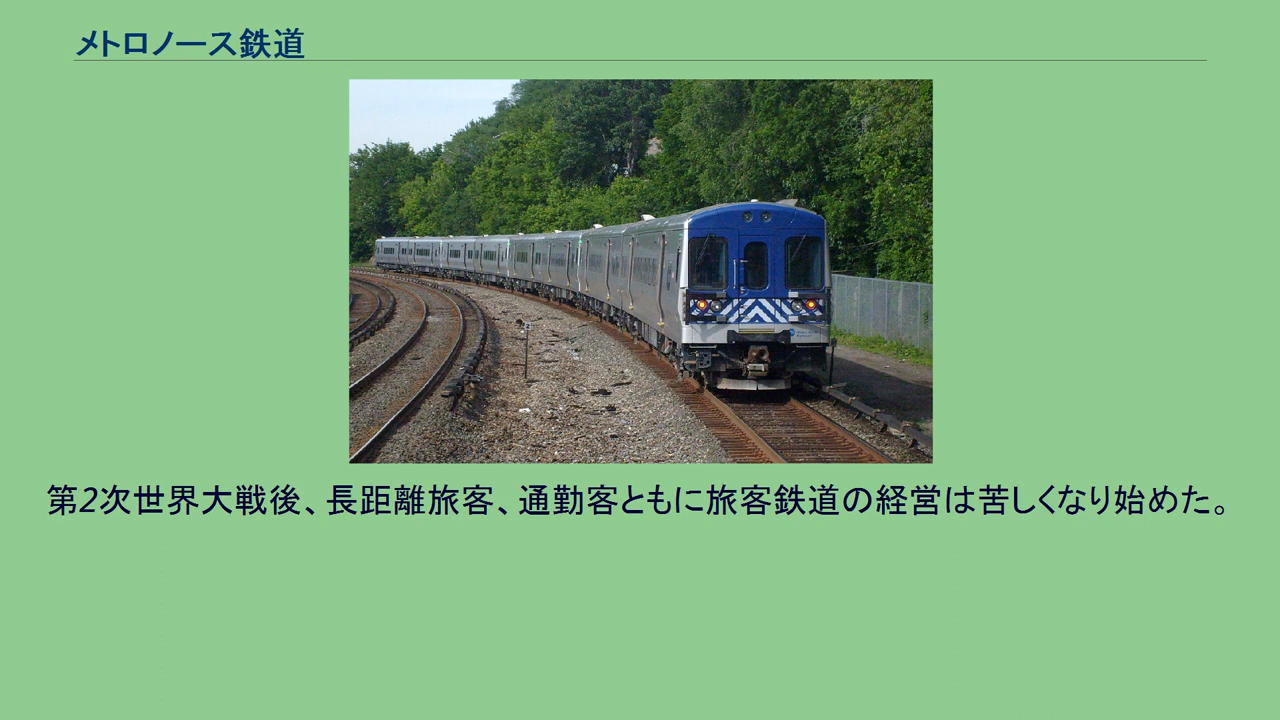 メトロノース鉄道
第2次世界大戦後、長距離旅客、通勤客ともに旅客鉄道の経営は苦しくなり始めた。